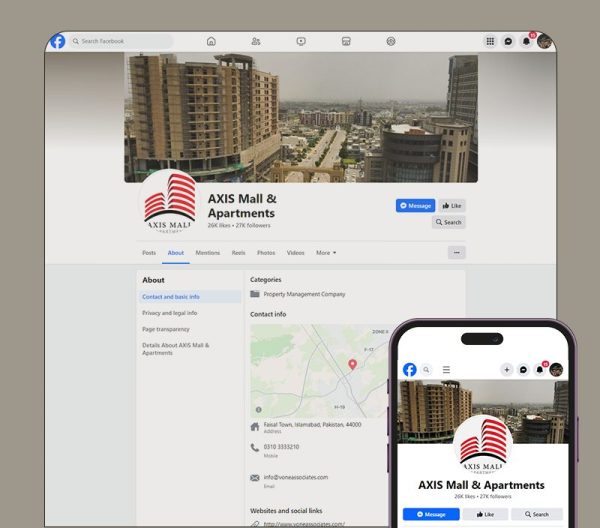 Search Facebook
AXIS Mall &
Apartments
26K likes • 27K followers
Message
Like
Search
AXIS MALL
Posts
About
Mentions
Reels
Photos
Videos
More
About
Contact and basic info
Privacy and legal info
Page transparency
Details About AXIS Mall &
Apartments
Categories
Property Management Company
Contact info
ZONE II
F-17
H-19
Faisal Town, Islamabad, Pakistan, 44000
Address
0310 3333210
Mobile
info@voneassociates.com
Email
Websites and social links
http://www.voneassociates.com/
AXIS MALL
AXIS Mall & Apartments
26K likes • 27K followers
Message
Like
Search